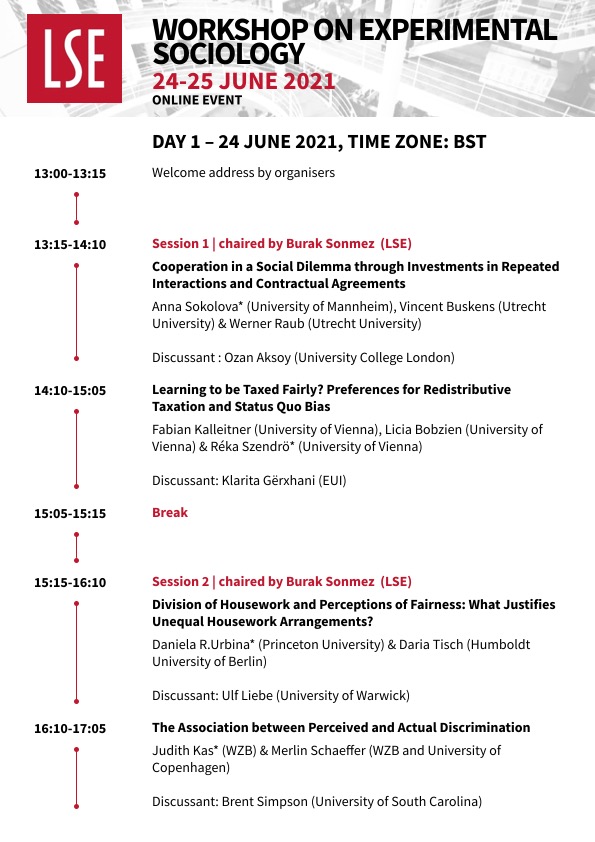 LSE
WORKSHOP ON EXPERIMENTAL
SOCIOLOGY
24-25 JUNE 2021
ONLINE EVENT
DAY 1 – 24 JUNE 2021, TIME ZONE: BST
13:00-13:15
Welcome address by organisers
13:15-14:10
Session 1 | chaired by Burak Sonmez (LSE)
Cooperation in a Social Dilemma through Investments in Repeated
Interactions and Contractual Agreements
Anna Sokolova* (University of Mannheim), Vincent Buskens (Utrecht
University) & Werner Raub (Utrecht University)
Discussant : Ozan Aksoy (University College London)
14:10-15:05
Learning to be Taxed Fairly? Preferences for Redistributive
Taxation and Status Quo Bias
Fabian Kalleitner (University of Vienna), Licia Bobzien (University of
Vienna) & Réka Szendrö* (University of Vienna)
Discussant: Klarita Gërxhani (EUI)
15:05-15:15
Break
15:15-16:10
Session 2 | chaired by Burak Sonmez (LSE)
Division of Housework and Perceptions of Fairness: What Justifies
Unequal Housework Arrangements?
Daniela R.Urbina* (Princeton University) & Daria Tisch (Humboldt
University of Berlin)
Discussant: Ulf Liebe (University of Warwick)
16:10-17:05
The Association between Perceived and Actual Discrimination
Judith Kas* (WZB) & Merlin Schaeffer (WZB and University of
Copenhagen)
Discussant: Brent Simpson (University of South Carolina)